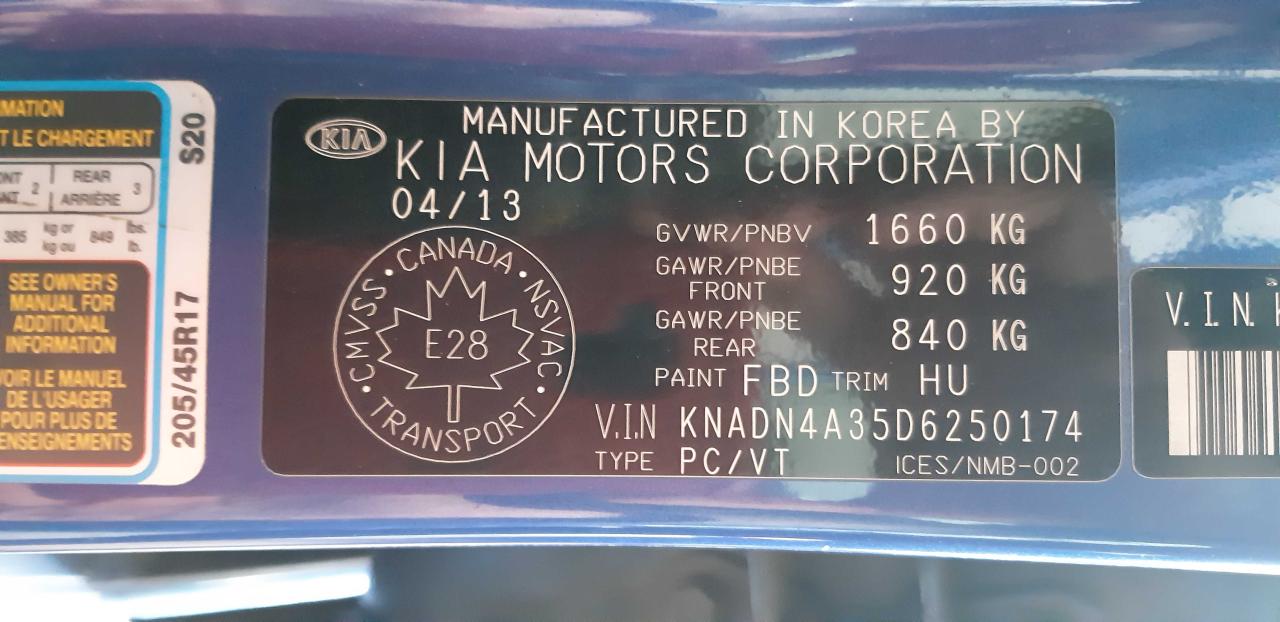 MATION
T LE CHARGEMENT
2
REAR
ARRIÈRE
3
385
kg or
kg ou
849
lbs.
lb.
SEE OWNER'S
MANUAL FOR
ADDITIONAL
INFORMATION
VOIR LE MANUEL
DE L'USAGER
POUR PLUS DE
ENSEIGNEMENTS
S20
205/45R17
KIA
MANUFACTURED IN KOREA BY
KIA MOTORS CORPORATION
04/13
GVWR/PNBV 1660 KG
GAWR/PNBE
FRONT
920 KG
GAWR/PNBE
REAR
840 KG
PAINT FBD TRIM HU
V.I.N KNADN4A35D6250174
TYPE PC/VT ICES/NMB-002
CANADA
CMVSS · NSVAC
TRANSPORT
E28
V.I.N.